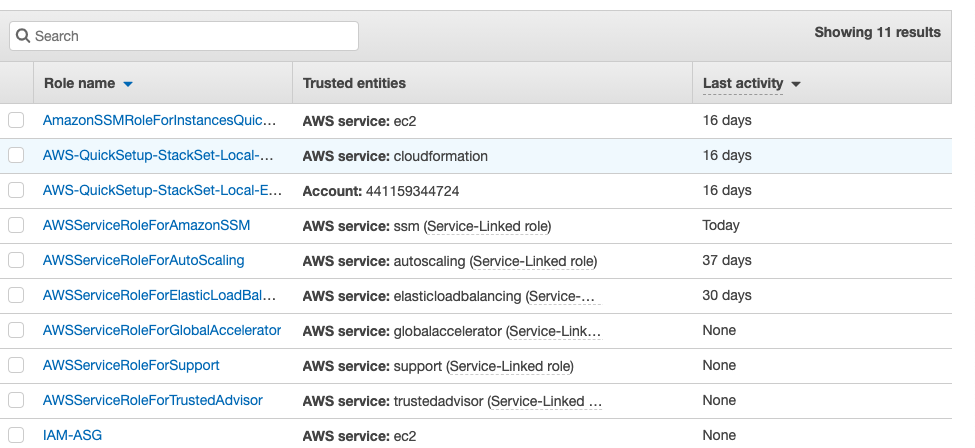 Search
Showing 11 results
Role name Trusted entities Last activity
AmazonSSMRoleForInstancesQuic... AWS service: ec2 16 days
AWS-QuickSetup-StackSet-Local-... AWS service: cloudformation 16 days
AWS-QuickSetup-StackSet-Local-E... Account: 441159344724 16 days
AWSServiceRoleForAmazonSSM AWS service: ssm (Service-Linked role) Today
AWSServiceRoleForAutoScaling AWS service: autoscaling (Service-Linked role) 37 days
AWSServiceRoleForElasticLoadBal... AWS service: elasticloadbalancing (Service-... 30 days
AWSServiceRoleForGlobalAccelerator AWS service: globalaccelerator (Service-Link... None
AWSServiceRoleForSupport AWS service: support (Service-Linked role) None
AWSServiceRoleForTrustedAdvisor AWS service: trustedadvisor (Service-Linked ... None
IAM-ASG AWS service: ec2 None